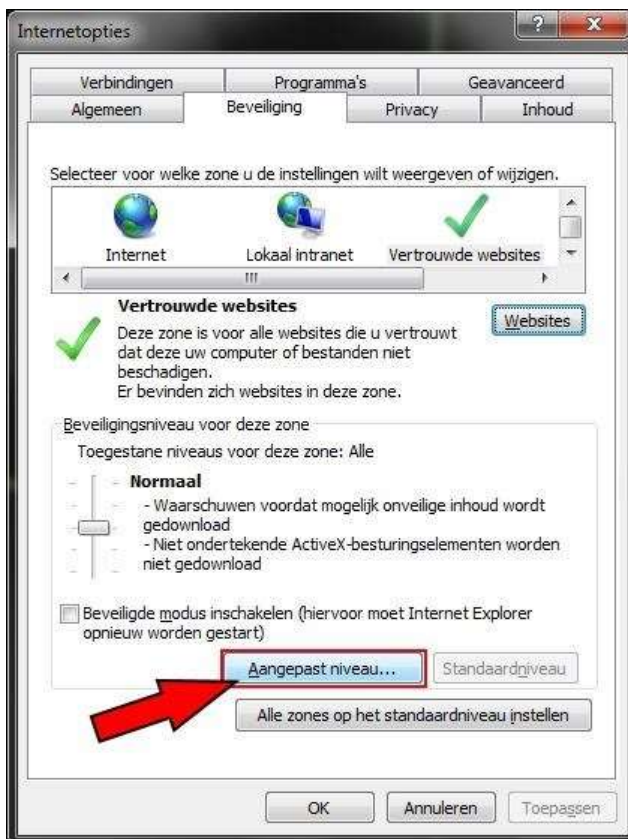 Internetopties
Verbindingen Programma's Geavanceerd
Algemeen Beveiliging Privacy Inhoud
Selecteer voor welke zone u de instellingen wilt weergeven of wijzigen.
Internet Lokaal intranet Vertrouwde websites
Vertrouwde websites
Websites
Deze zone is voor alle websites die u vertrouwt
dat deze uw computer of bestanden niet
beschadigen.
Er bevinden zich websites in deze zone.
Beveiligingsniveau voor deze zone
Toegestane niveaus voor deze zone: Alle
Normaal
- Waarschuwen voordat mogelijk onveilige inhoud wordt
gedownload
- Niet ondertekende ActiveX-besturingselementen worden
niet gedownload
Beveiligde modus inschakelen (hiervoor moet Internet Explorer
opnieuw worden gestart)
Aangepast niveau... Standaardniveau
Alle zones op het standaardniveau instellen
OK Annuleren Toepassen